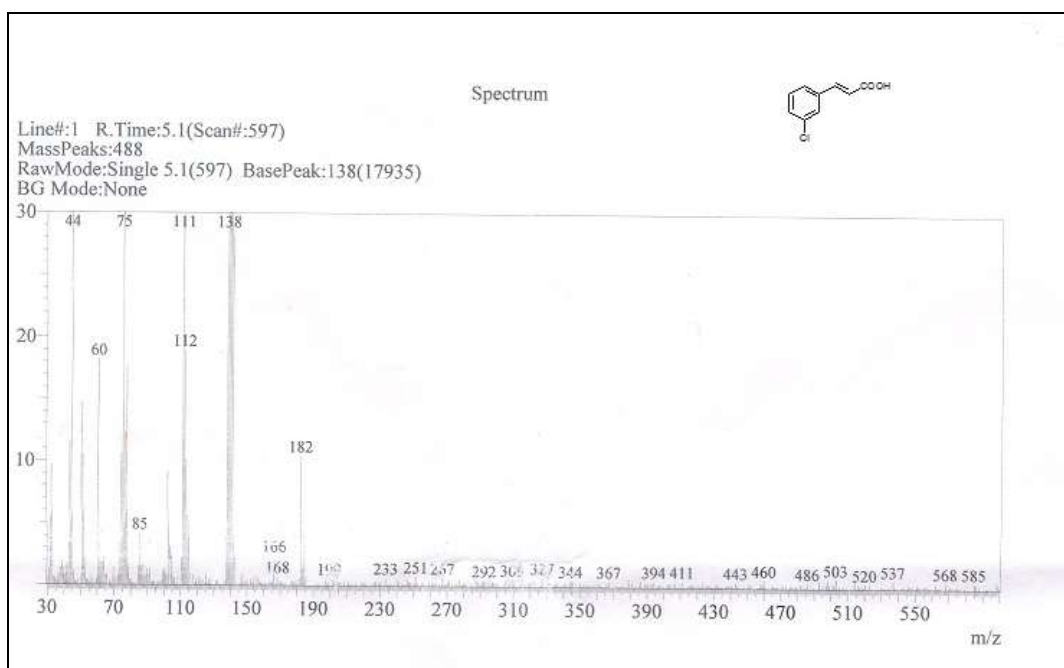 Spectrum
COOH
Cl
Line#:1 R.Time:5.1(Scan#:597)
MassPeaks:488
RawMode:Single 5.1(597) BasePeak:138(17935)
BG Mode:None
30
44 75 111 138
20
112
60
10
182
85
166
168 233 251 267 292 327 344 367 394 411 443 460 486 503 520 537 568 585
30 70 110 150 190 230 270 310 350 390 430 470 510 550
m/z